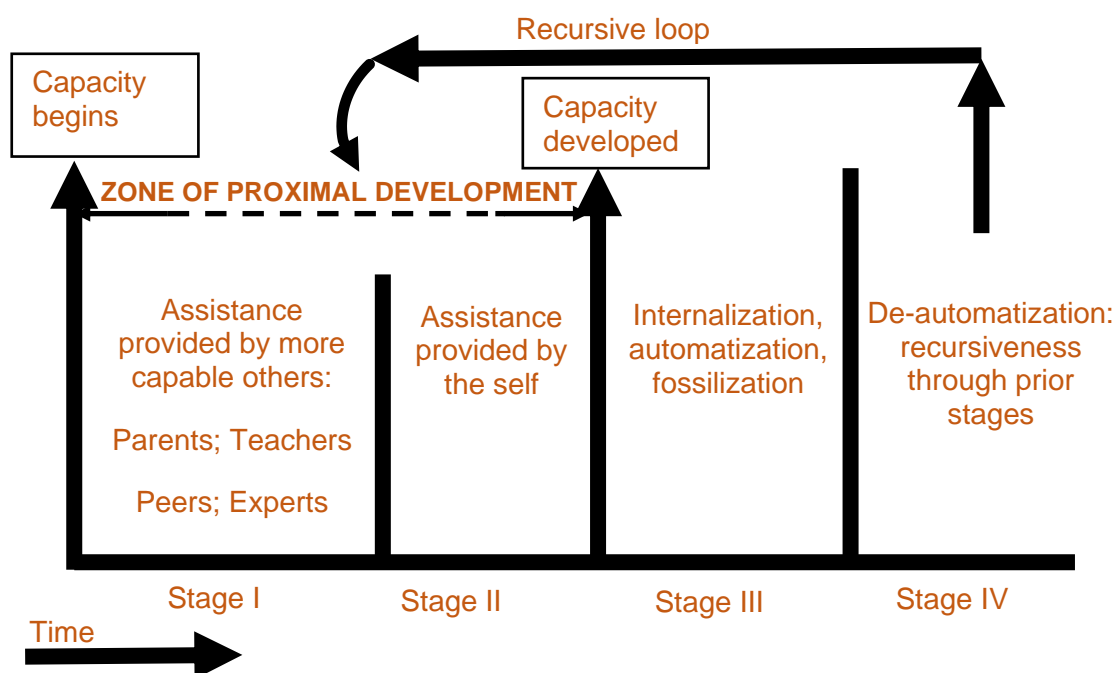 Recursive loop
Capacity
begins
Capacity
developed
ZONE OF PROXIMAL DEVELOPMENT
Assistance
provided by more
capable others:
Parents; Teachers
Peers; Experts
Assistance
provided by
the self
Internalization,
automatization,
fossilization
De-automatization:
recursiveness
through prior
stages
Stage I
Stage II
Stage III
Stage IV
Time